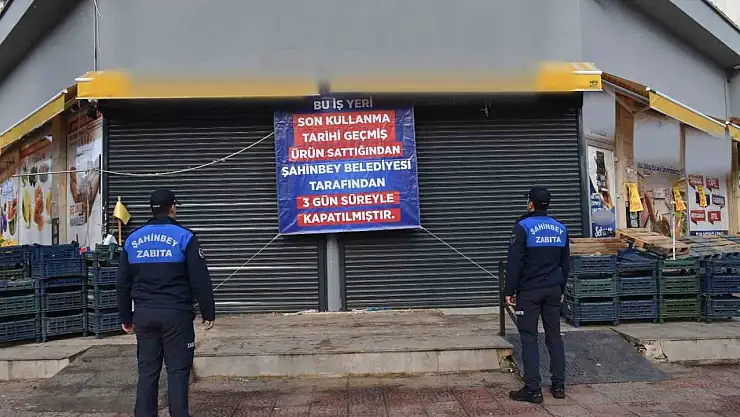 BU İŞ YERİ
SON KULLANMA
TARİHİ GEÇMİŞ
ÜRÜN SATTIĞINDAN
ŞAHİNBEY BELEDİYESİ
TARAFINDAN
3 GÜN SÜREYLE
KAPATILMIŞTIR.
ŞAHİNBEY
ZABITA
ŞAHİNBEY
ZABITA